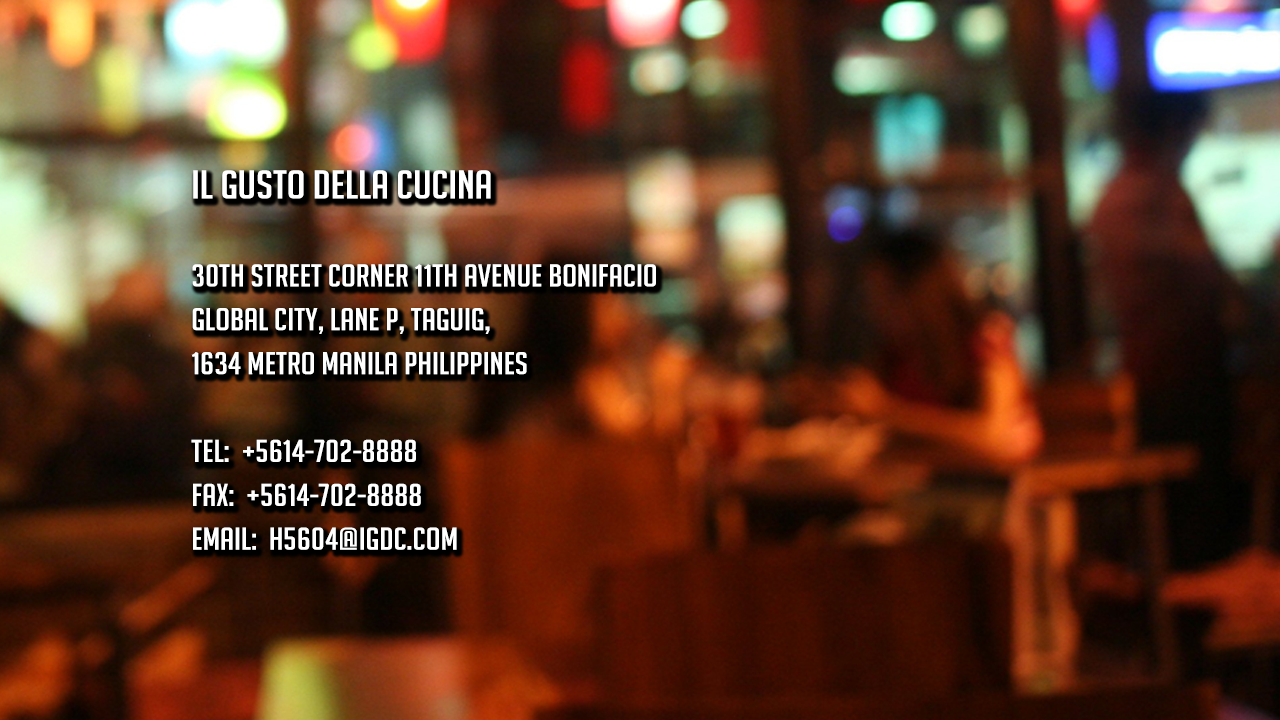 IL GUSTO DELLA CUCINA
30TH STREET CORNER 11TH AVENUE BONIFACIO
GLOBAL CITY, LANE P, TAGUIG,
1634 METRO MANILA PHILIPPINES
TEL: +5614-702-8888
FAX: +5614-702-8888
EMAIL: H5604@IGDC.COM